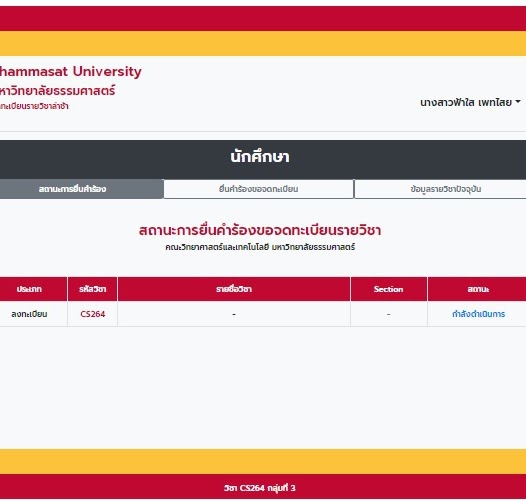 hammasat University
หาวิทยาลัยธรรมศาสตร์
ทะเบียนรายวิชาล่าช้า
นางสาวฟ้าใส เพทไสย
นักศึกษา
สถานะการยื่นคำร้อง ยื่นคำร้องขอจดทะเบียน ข้อมูลรายวิชาปัจจุบัน
สถานะการยื่นคำร้องขอจดทะเบียนรายวิชา
คณะวิทยาศาสตร์และเทคโนโลยี มหาวิทยาลัยธรรมศาสตร์
ประเภท รหัสวิชา รายชื่อวิชา Section สถานะ
ลงทะเบียน CS264 - - กำลังดำเนินการ
วิชา CS264 กลุ่มที่ 3